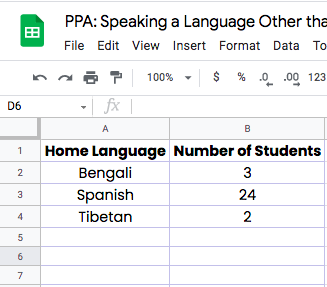 PPA: Speaking a Language Other tha
File Edit View Insert Format Data To
100% $ % .0 .00 123
D6 fx
A B
1 Home Language Number of Students
2 Bengali 3
3 Spanish 24
4 Tibetan 2
5
6
7